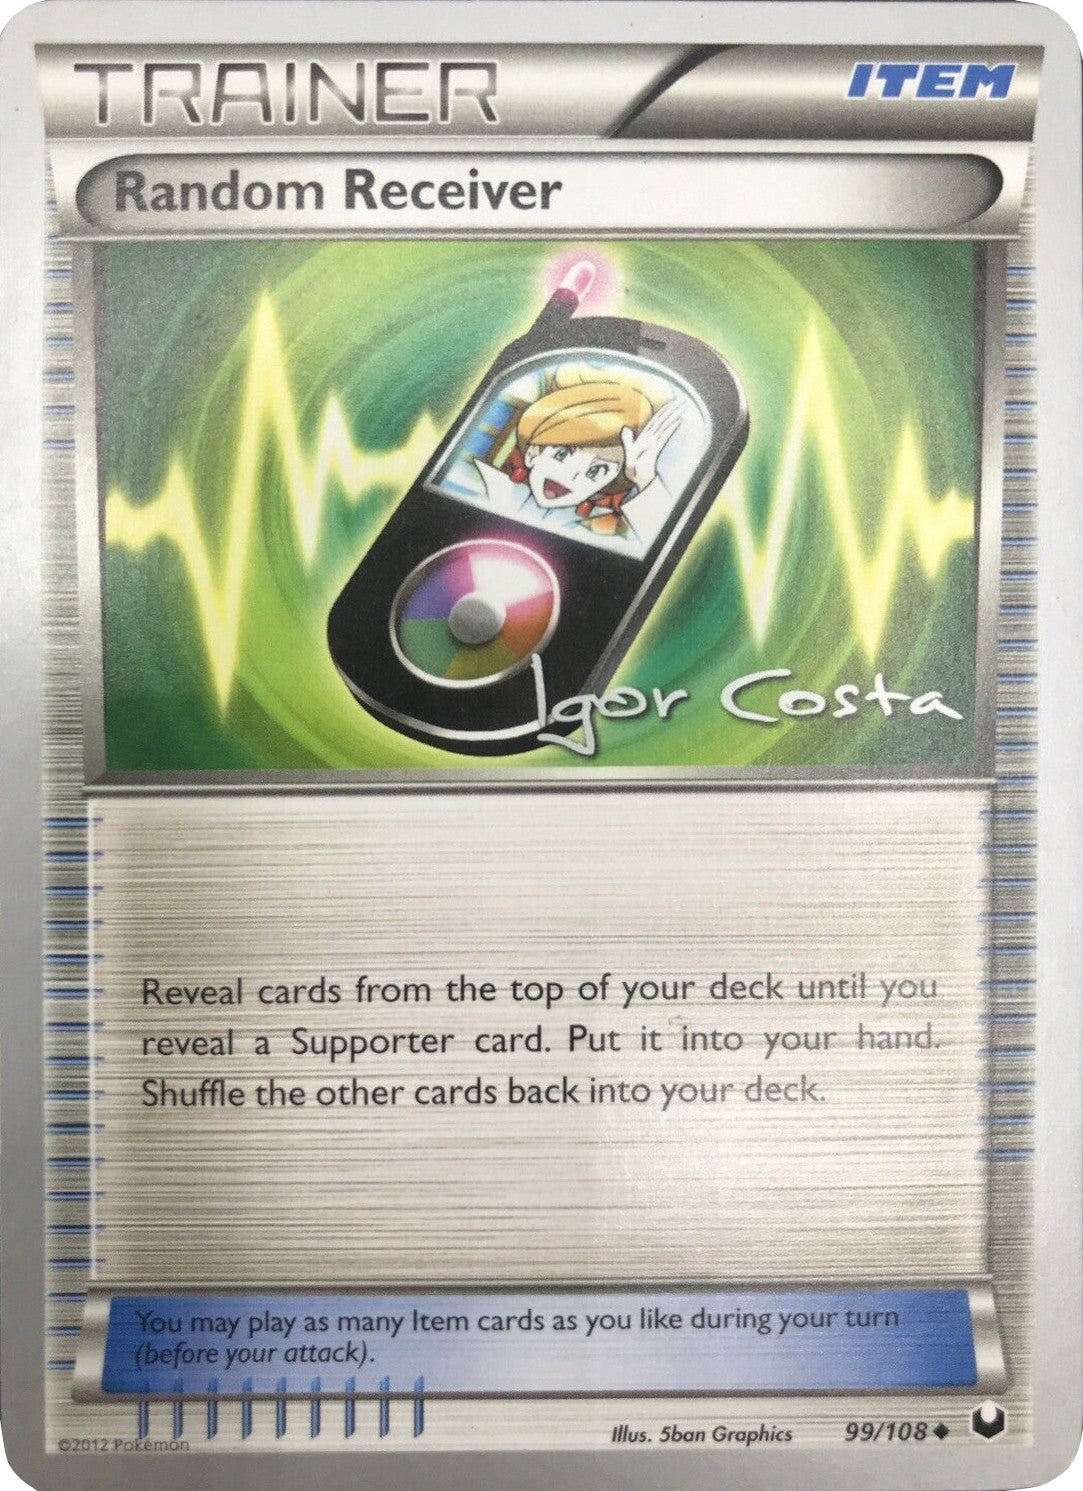 TRAINER
ITEM
Random Receiver
Igor Costa
Reveal cards from the top of your deck until you
reveal a Supporter card. Put it into your hand.
Shuffle the other cards back into your deck.
You may play as many Item cards as you like during your turn
(before your attack).
©2012 Pokémon
Illus. 5ban Graphics
99/108